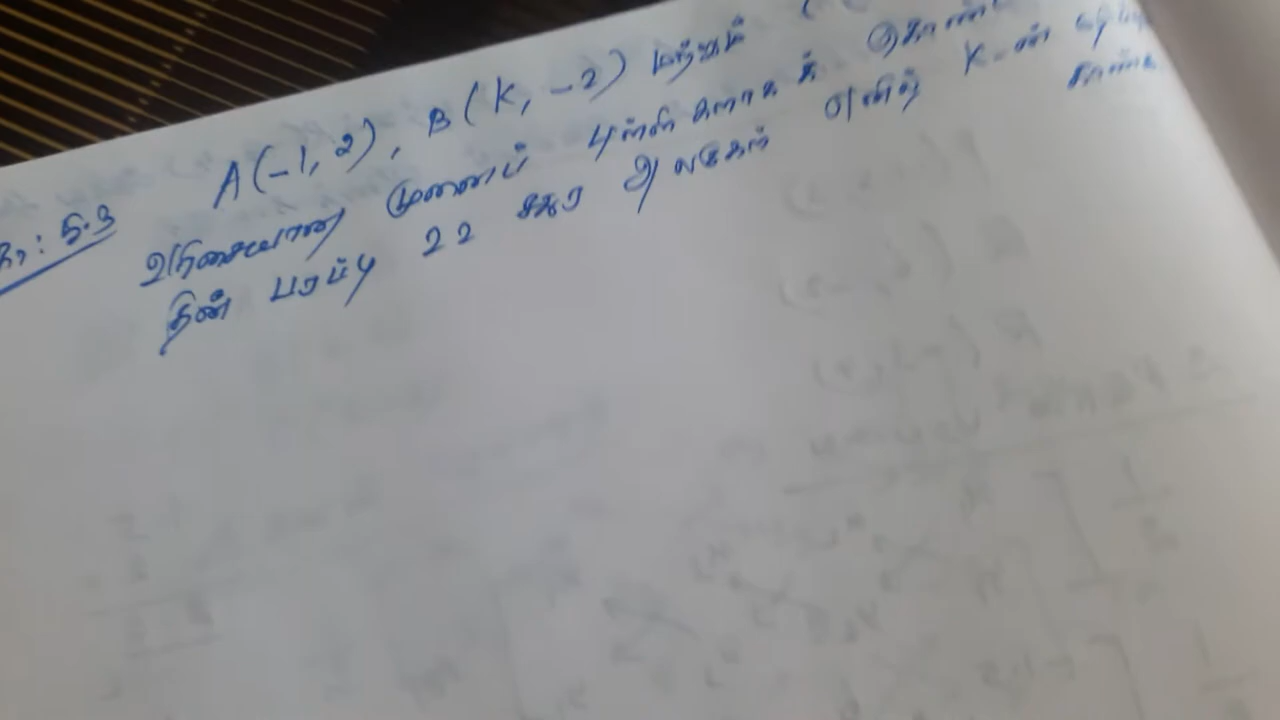 A(-1, 2), B(K, -2) மற்றும் (
கா: 5.3 வரிசையான முனைப் புள்ளிகளாகக்
தின் பரப்பு 22 சதுர அலகுகள் எனில் K-ன்